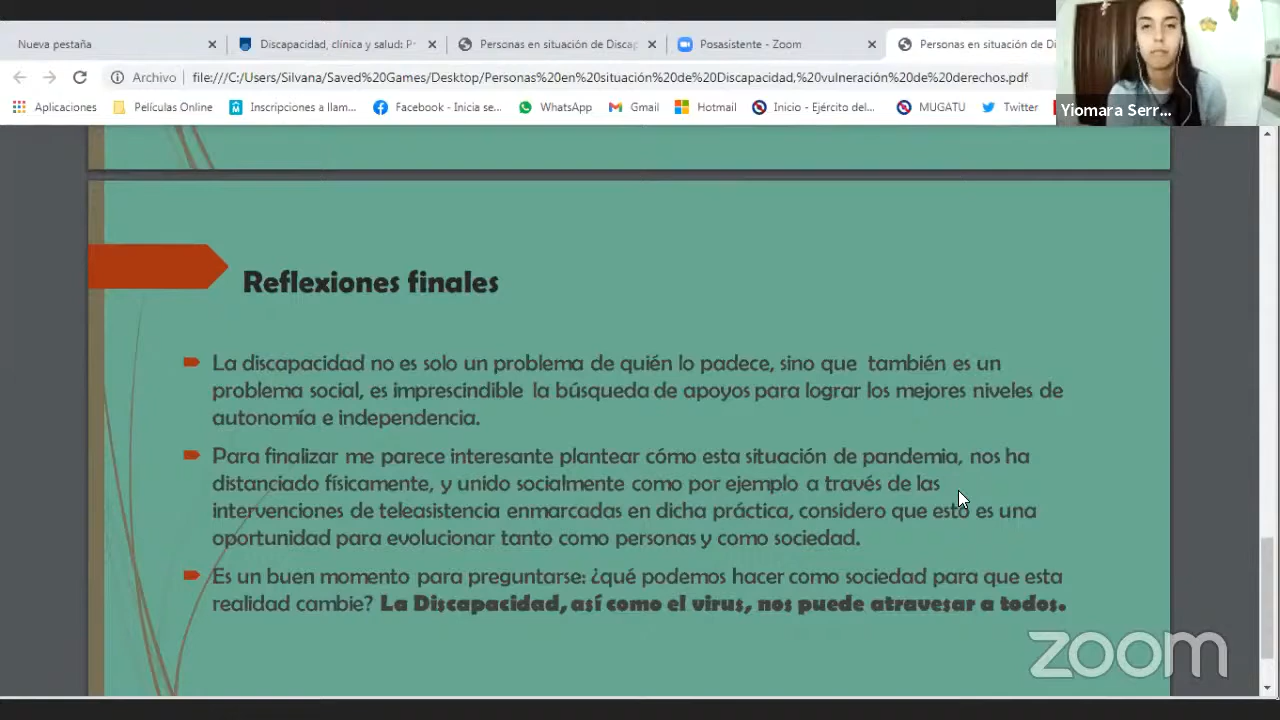 Nueva pestaña
Discapacidad, clínica y salud: P
Personas en situación de Discap
Posasistente - Zoom
Personas en situación de Di
Archivo
file:///C:/Users/Silvana/Saved%20Games/Desktop/Personas%20en%20situación%20de%20Discapacidad,%20vulneración%20de%20derechos.pdf
Aplicaciones
Películas Online
Inscripciones a llam...
Facebook - Inicia se...
WhatsApp
Gmail
Hotmail
Inicio - Ejército del...
MUGATU
Twitter
Yiomara Serr...
Reflexiones finales
La discapacidad no es solo un problema de quién lo padece, sino que también es un
problema social, es imprescindible la búsqueda de apoyos para lograr los mejores niveles de
autonomía e independencia.
Para finalizar me parece interesante plantear cómo esta situación de pandemia, nos ha
distanciado físicamente, y unido socialmente como por ejemplo a través de las
intervenciones de teleasistencia enmarcadas en dicha práctica, considero que esto es una
oportunidad para evolucionar tanto como personas y como sociedad.
Es un buen momento para preguntarse: ¿qué podemos hacer como sociedad para que esta
realidad cambie? La Discapacidad, así como el virus, nos puede atravesar a todos.
zoom